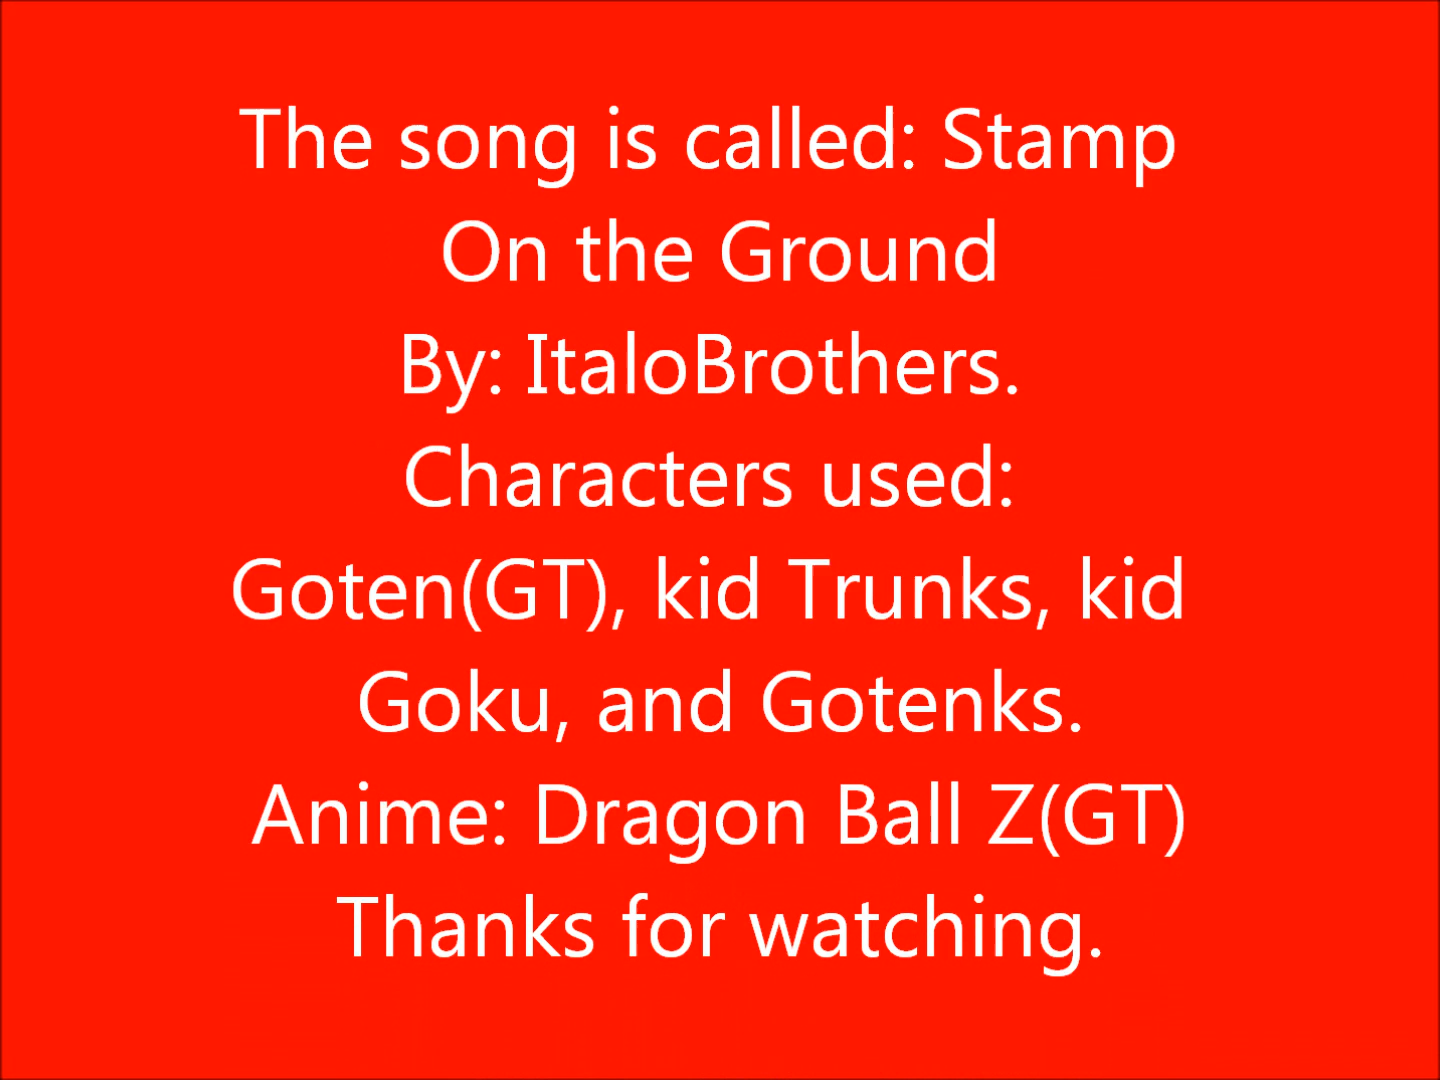 The song is called: Stamp
On the Ground
By: ItaloBrothers.
Characters used:
Goten(GT), kid Trunks, kid
Goku, and Gotenks.
Anime: Dragon Ball Z(GT)
Thanks for watching.